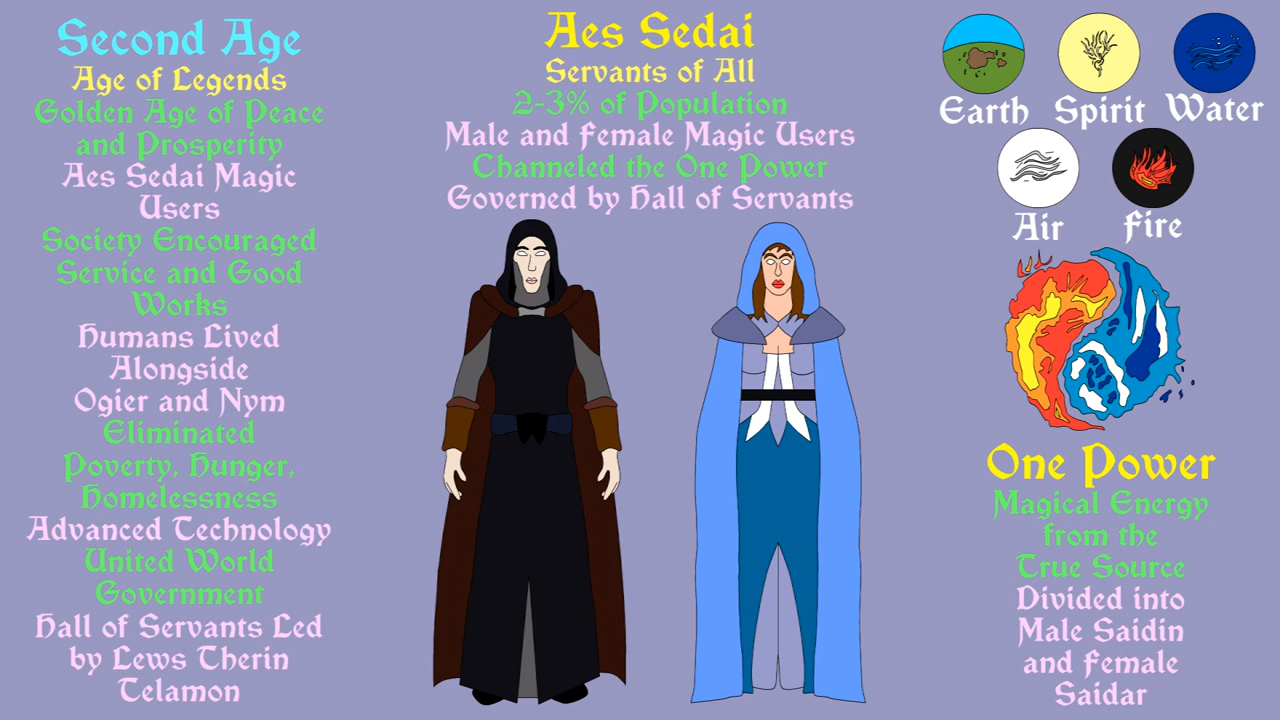 Second Age
Age of Legends
Golden Age of Peace
and Prosperity
Aes Sedai Magic
Users
Society Encouraged
Service and Good
Works
Humans Lived
Alongside
Ogier and Nym
Eliminated
Poverty, Hunger,
Homelessness
Advanced Technology
United World
Government
Hall of Servants Led
by Lews Therin
Telamon
Aes Sedai
Servants of All
2-3% of Population
Male and Female Magic Users
Channeled the One Power
Governed by Hall of Servants
Earth Spirit Water
Air Fire
One Power
Magical Energy
from the
True Source
Divided into
Male Saidin
and Female
Saidar